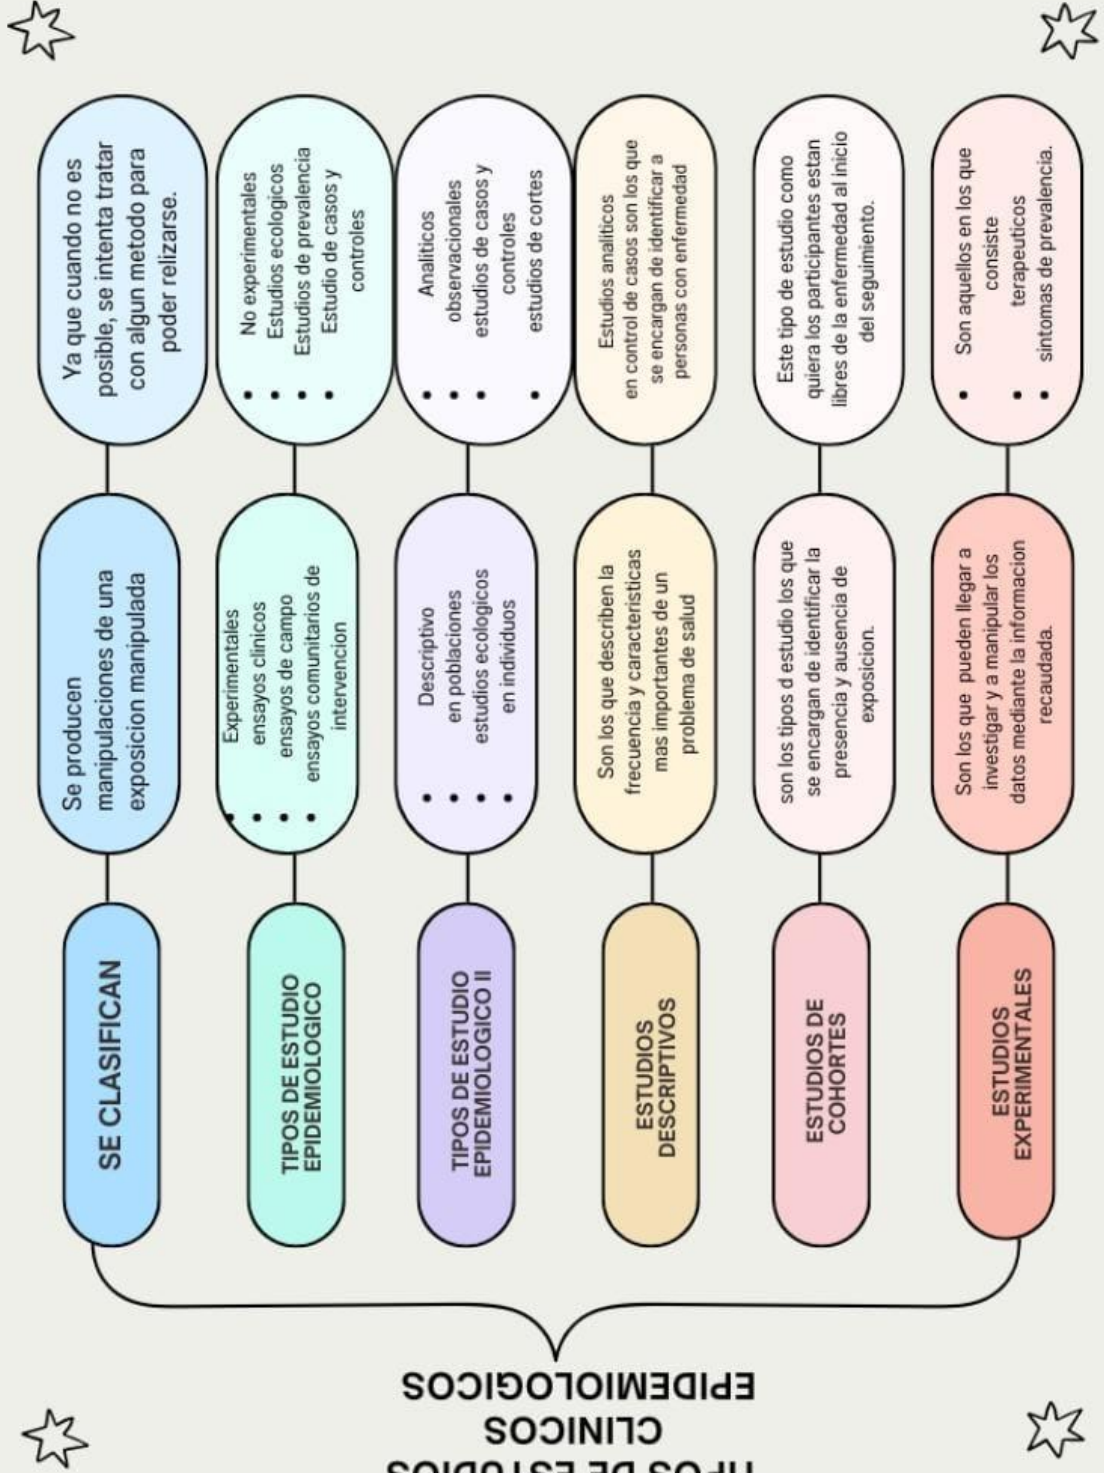 TIPOS DE ESTUDIOS
CLINICOS
EPIDEMIOLOGICOS
SE CLASIFICAN
Se producen
manipulaciones de una
exposicion manipulada
Ya que cuando no es
posible, se intenta tratar
con algun metodo para
poder relizarse.
TIPOS DE ESTUDIO
EPIDEMIOLOGICO
• Experimentales
• ensayos clinicos
• ensayos de campo
• ensayos comunitarios de
intervencion
• No experimentales
• Estudios ecologicos
• Estudios de prevalencia
• Estudio de casos y
controles
TIPOS DE ESTUDIO
EPIDEMIOLOGICO II
• Descriptivo
• en poblaciones
• estudios ecologicos
• en individuos
• Analiticos
• observacionales
• estudios de casos y
controles
• estudios de cortes
ESTUDIOS
DESCRIPTIVOS
Son los que describen la
frecuencia y caracteristicas
mas importantes de un
problema de salud
Estudios analiticos
en control de casos son los que
se encargan de identificar a
personas con enfermedad
ESTUDIOS DE
COHORTES
son los tipos d estudio los que
se encargan de identificar la
presencia y ausencia de
exposicion.
Este tipo de estudio como
quiera los participantes estan
libres de la enfermedad al inicio
del seguimiento.
ESTUDIOS
EXPERIMENTALES
Son los que pueden llegar a
investigar y a manipular los
datos mediante la informacion
recaudada.
• Son aquellos en los que
consiste
• terapeuticos
• sintomas de prevalencia.